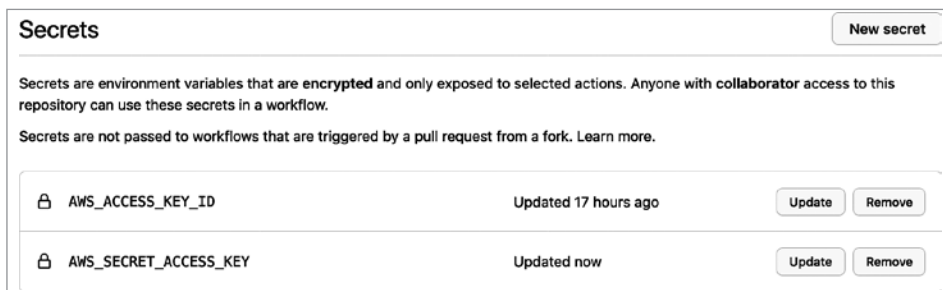 Secrets
New secret
Secrets are environment variables that are encrypted and only exposed to selected actions. Anyone with collaborator access to this
repository can use these secrets in a workflow.
Secrets are not passed to workflows that are triggered by a pull request from a fork. Learn more.
AWS_ACCESS_KEY_ID Updated 17 hours ago Update Remove
AWS_SECRET_ACCESS_KEY Updated now Update Remove